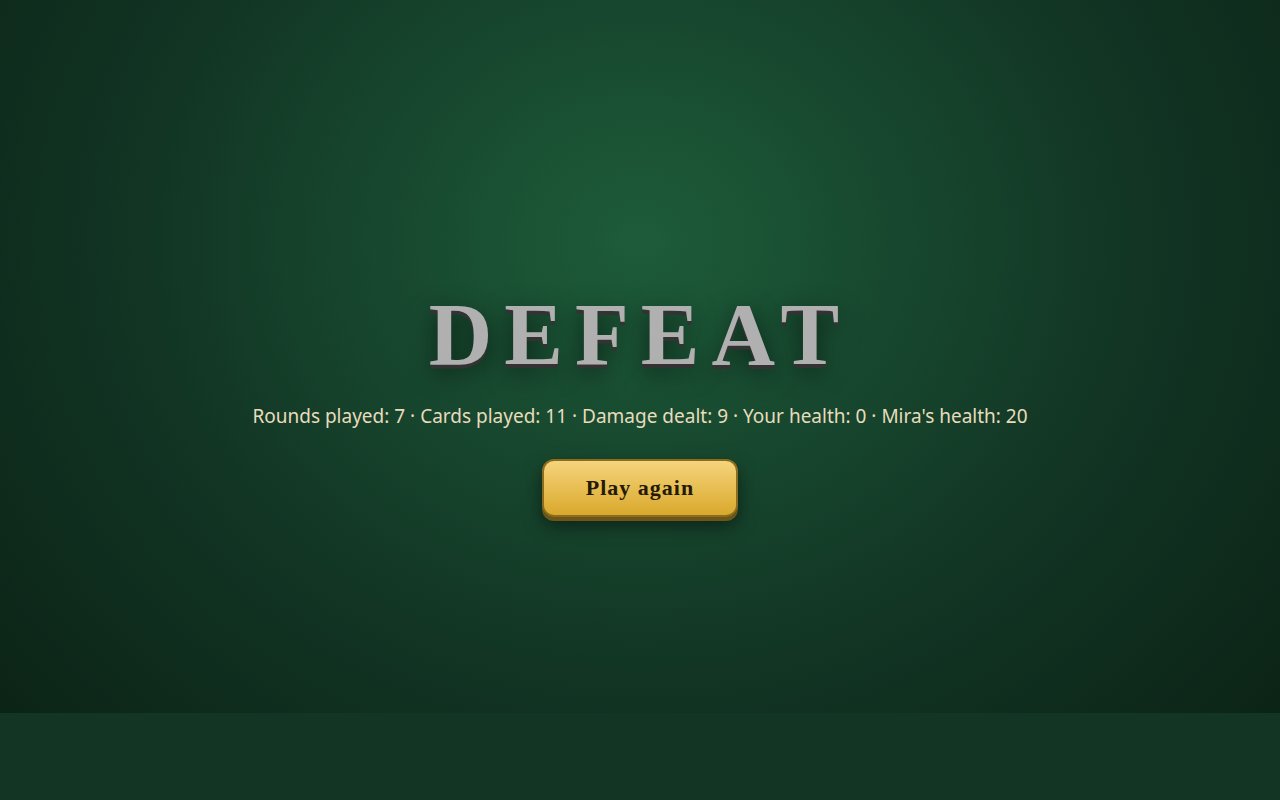 DEFEAT
Rounds played: 7 · Cards played: 11 · Damage dealt: 9 · Your health: 0 · Mira's health: 20
Play again